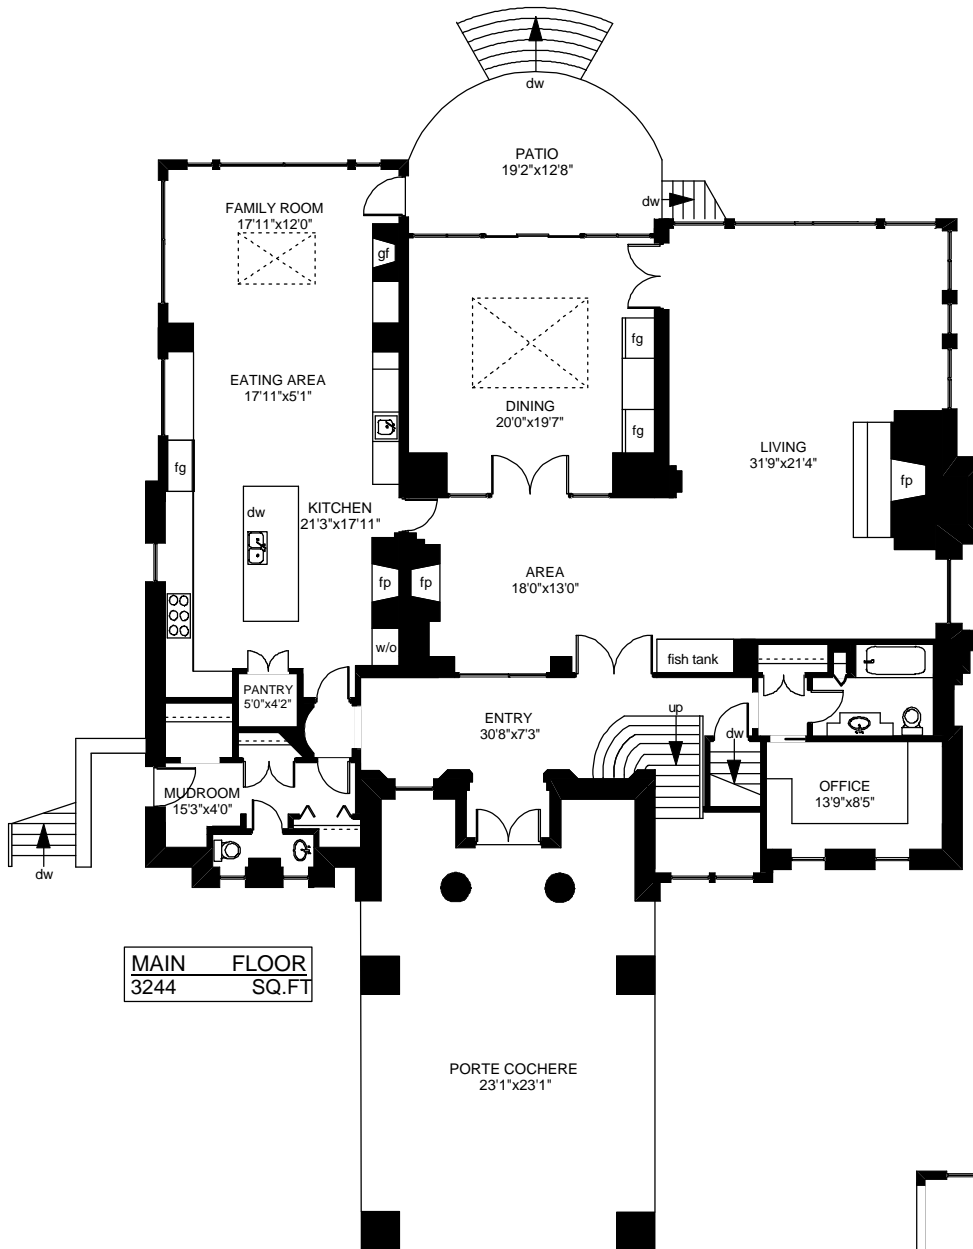 dw
PATIO
19'2"x12'8"
dw
FAMILY ROOM
17'11"x12'0"
gf
fg
EATING AREA
17'11"x5'1"
DINING
20'0"x19'7"
fg
LIVING
31'9"x21'4"
fg
fp
dw
KITCHEN
21'3"x17'11"
AREA
18'0"x13'0"
fp
fp
w/o
fish tank
PANTRY
5'0"x4'2"
ENTRY
30'8"x7'3"
up
dw
MUDROOM
15'3"x4'0"
OFFICE
13'9"x8'5"
dw
MAIN FLOOR
3244 SQ.FT
PORTE COCHERE
23'1"x23'1"